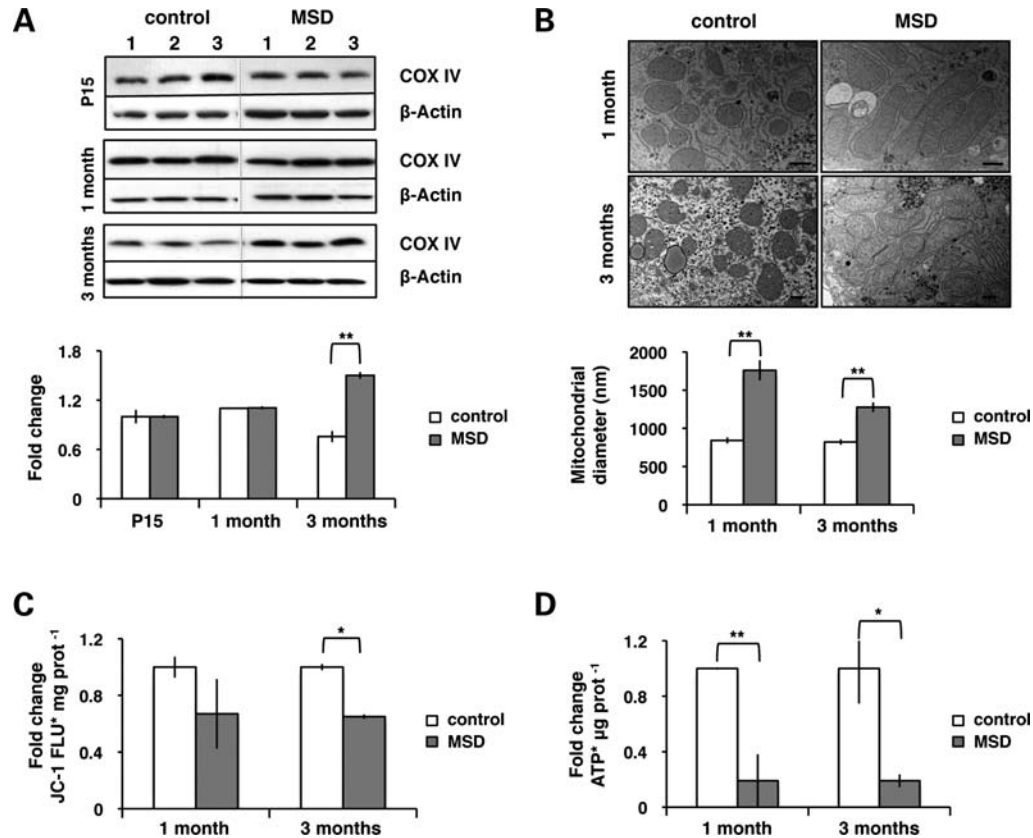 A
control MSD
1 2 3 1 2 3
P15
COX IV
β-Actin
1 month
COX IV
β-Actin
3 months
COX IV
β-Actin
Fold change
1.8
1.2
0.6
0
**
P15 1 month 3 months
control
MSD
B
control MSD
1 month
3 months
Mitochondrial
diameter (nm)
2000
1500
1000
500
0
**
**
1 month 3 months
control
MSD
C
Fold change
JC-1 FLU* mg prot ⁻¹
1.2
0.8
0.4
0
*
1 month 3 months
control
MSD
D
Fold change
ATP* µg prot ⁻¹
1.2
0.8
0.4
0
**
*
1 month 3 months
control
MSD